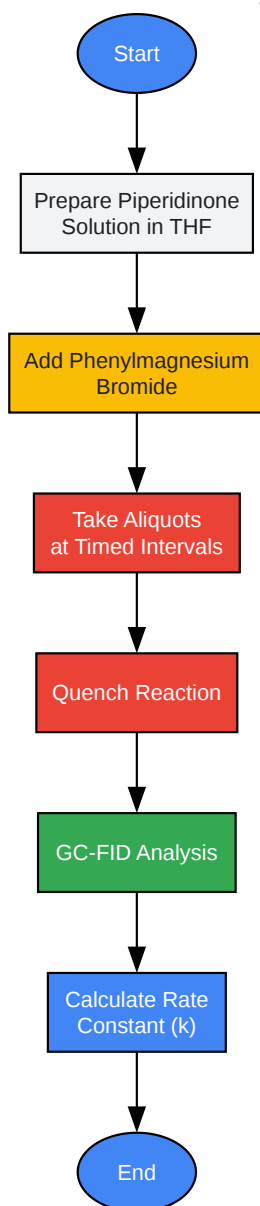 Start
Prepare Piperidinone
Solution in THF
Add Phenylmagnesium
Bromide
Take Aliquots
at Timed Intervals
Quench Reaction
GC-FID Analysis
Calculate Rate
Constant (k)
End